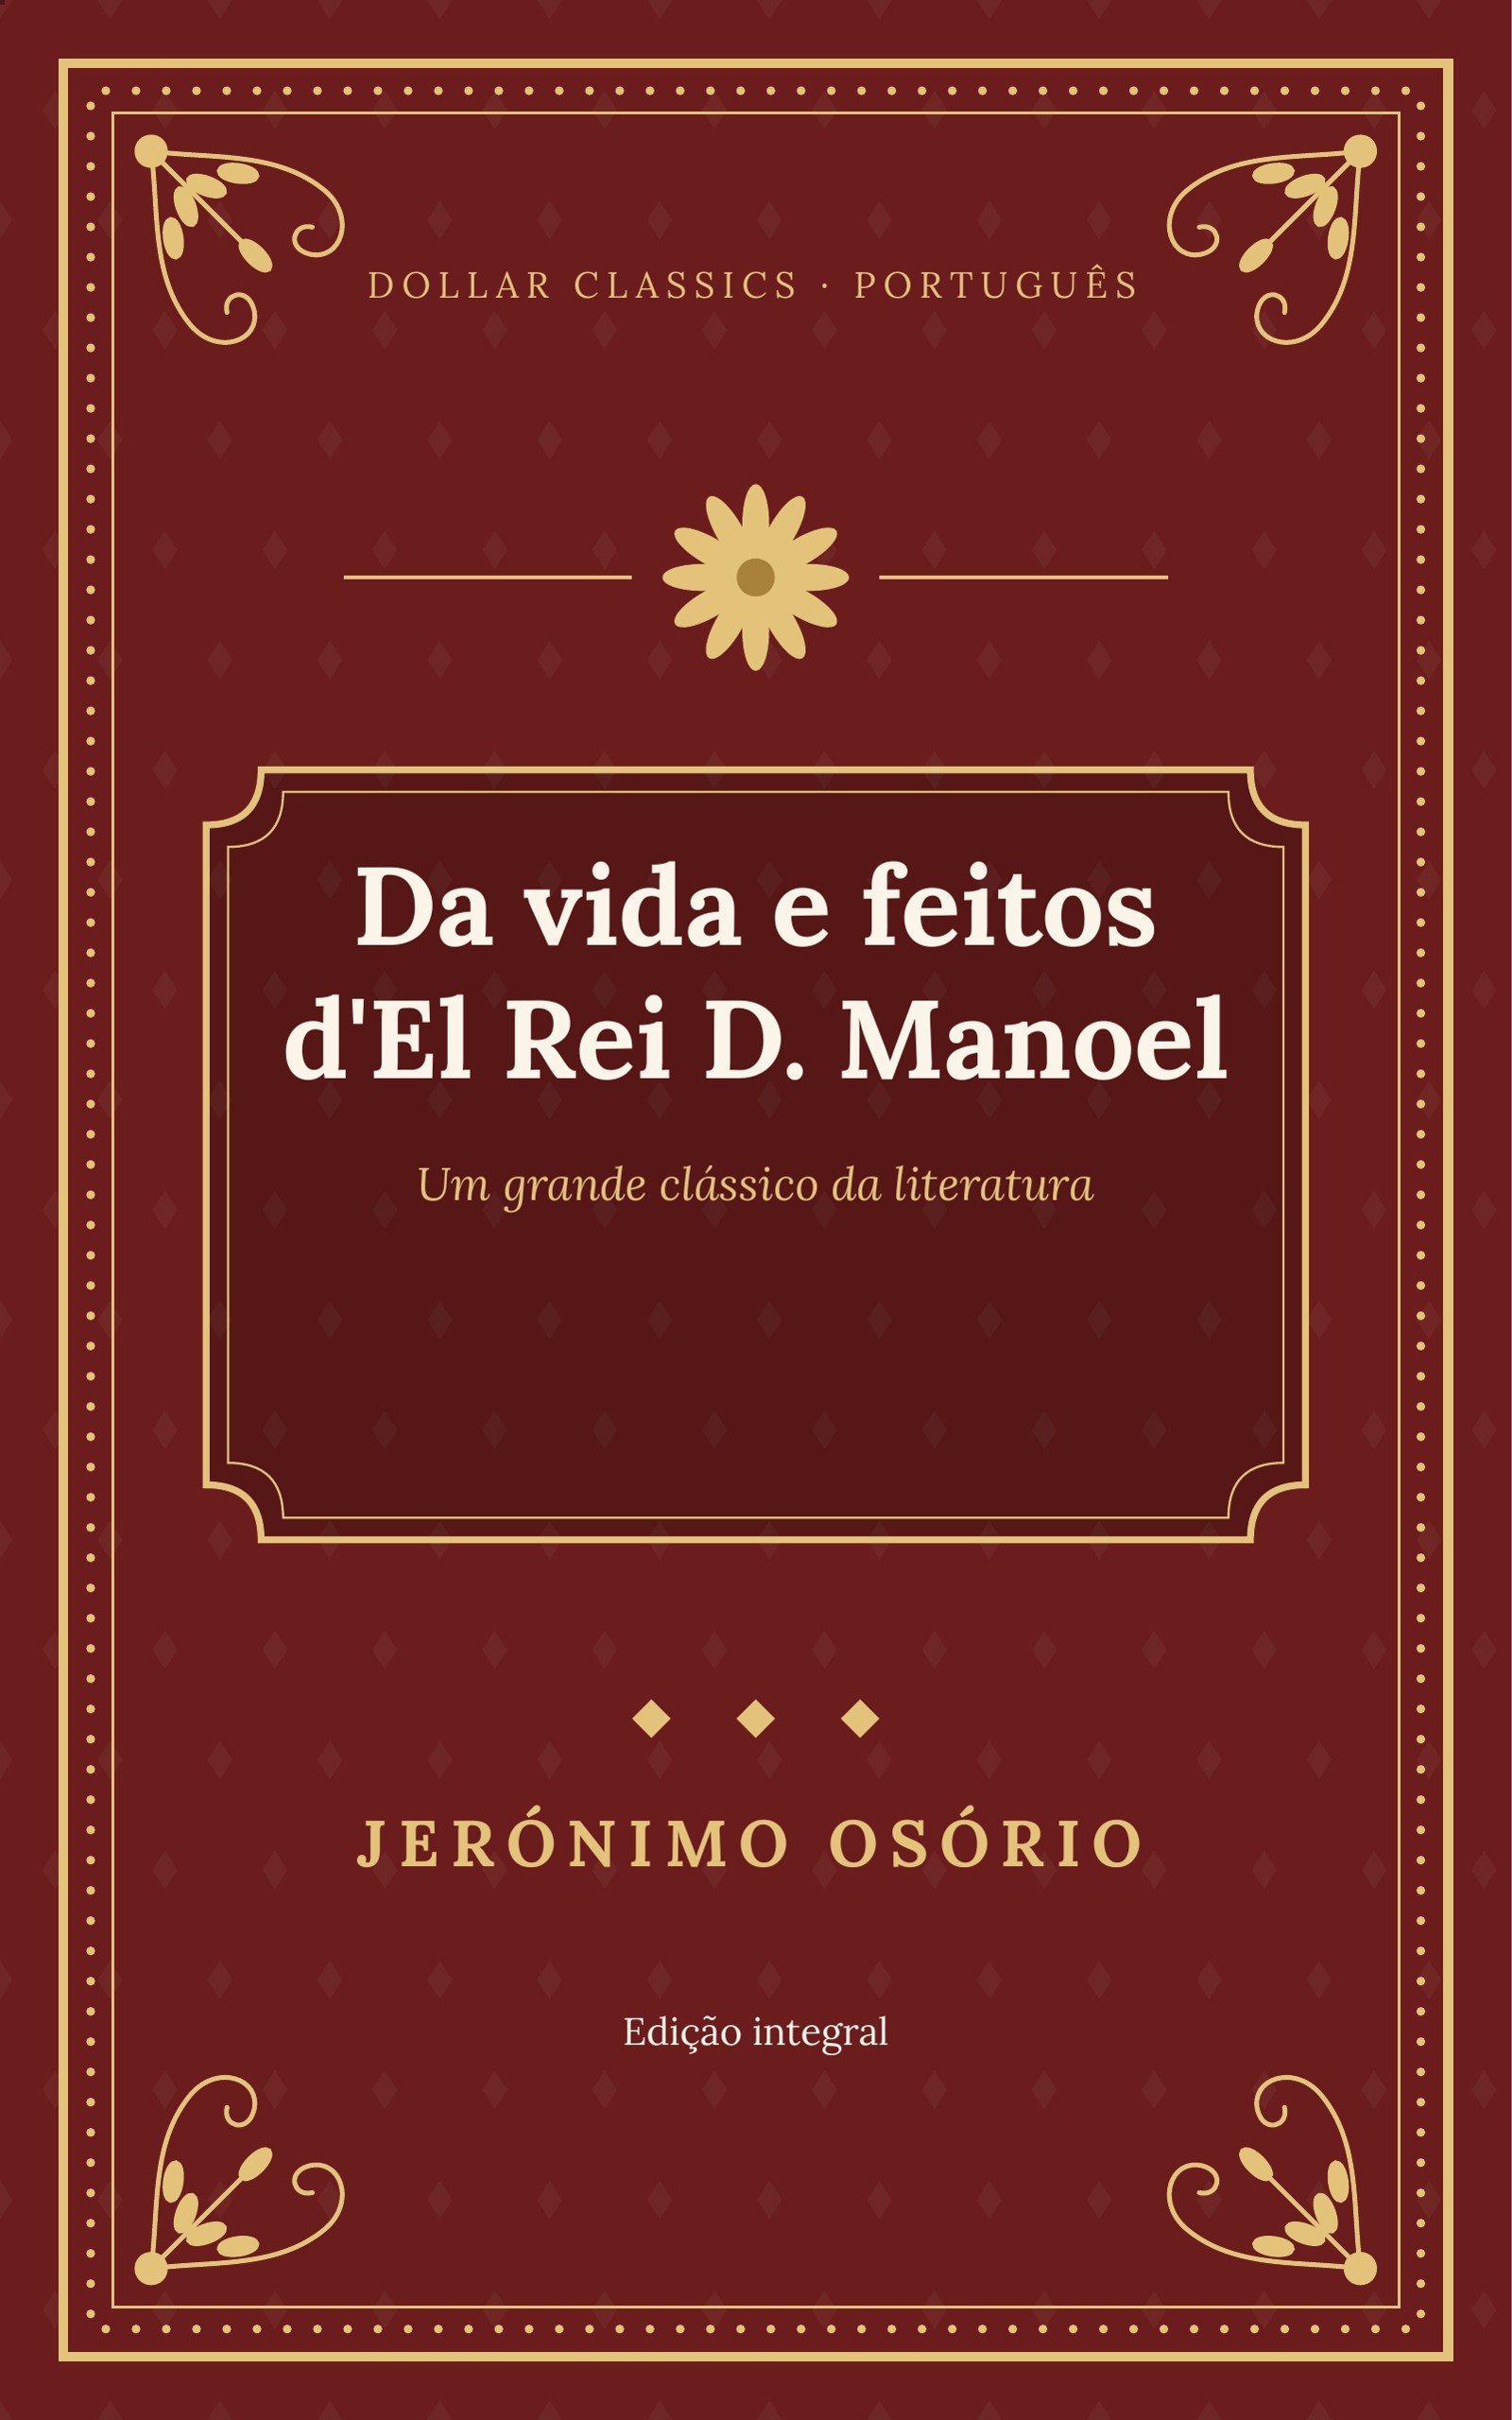 DOLLAR CLASSICS · PORTUGUÊS
Da vida e feitos
d'El Rei D. Manoel
Um grande clássico da literatura
JERÓNIMO OSÓRIO
Edição integral